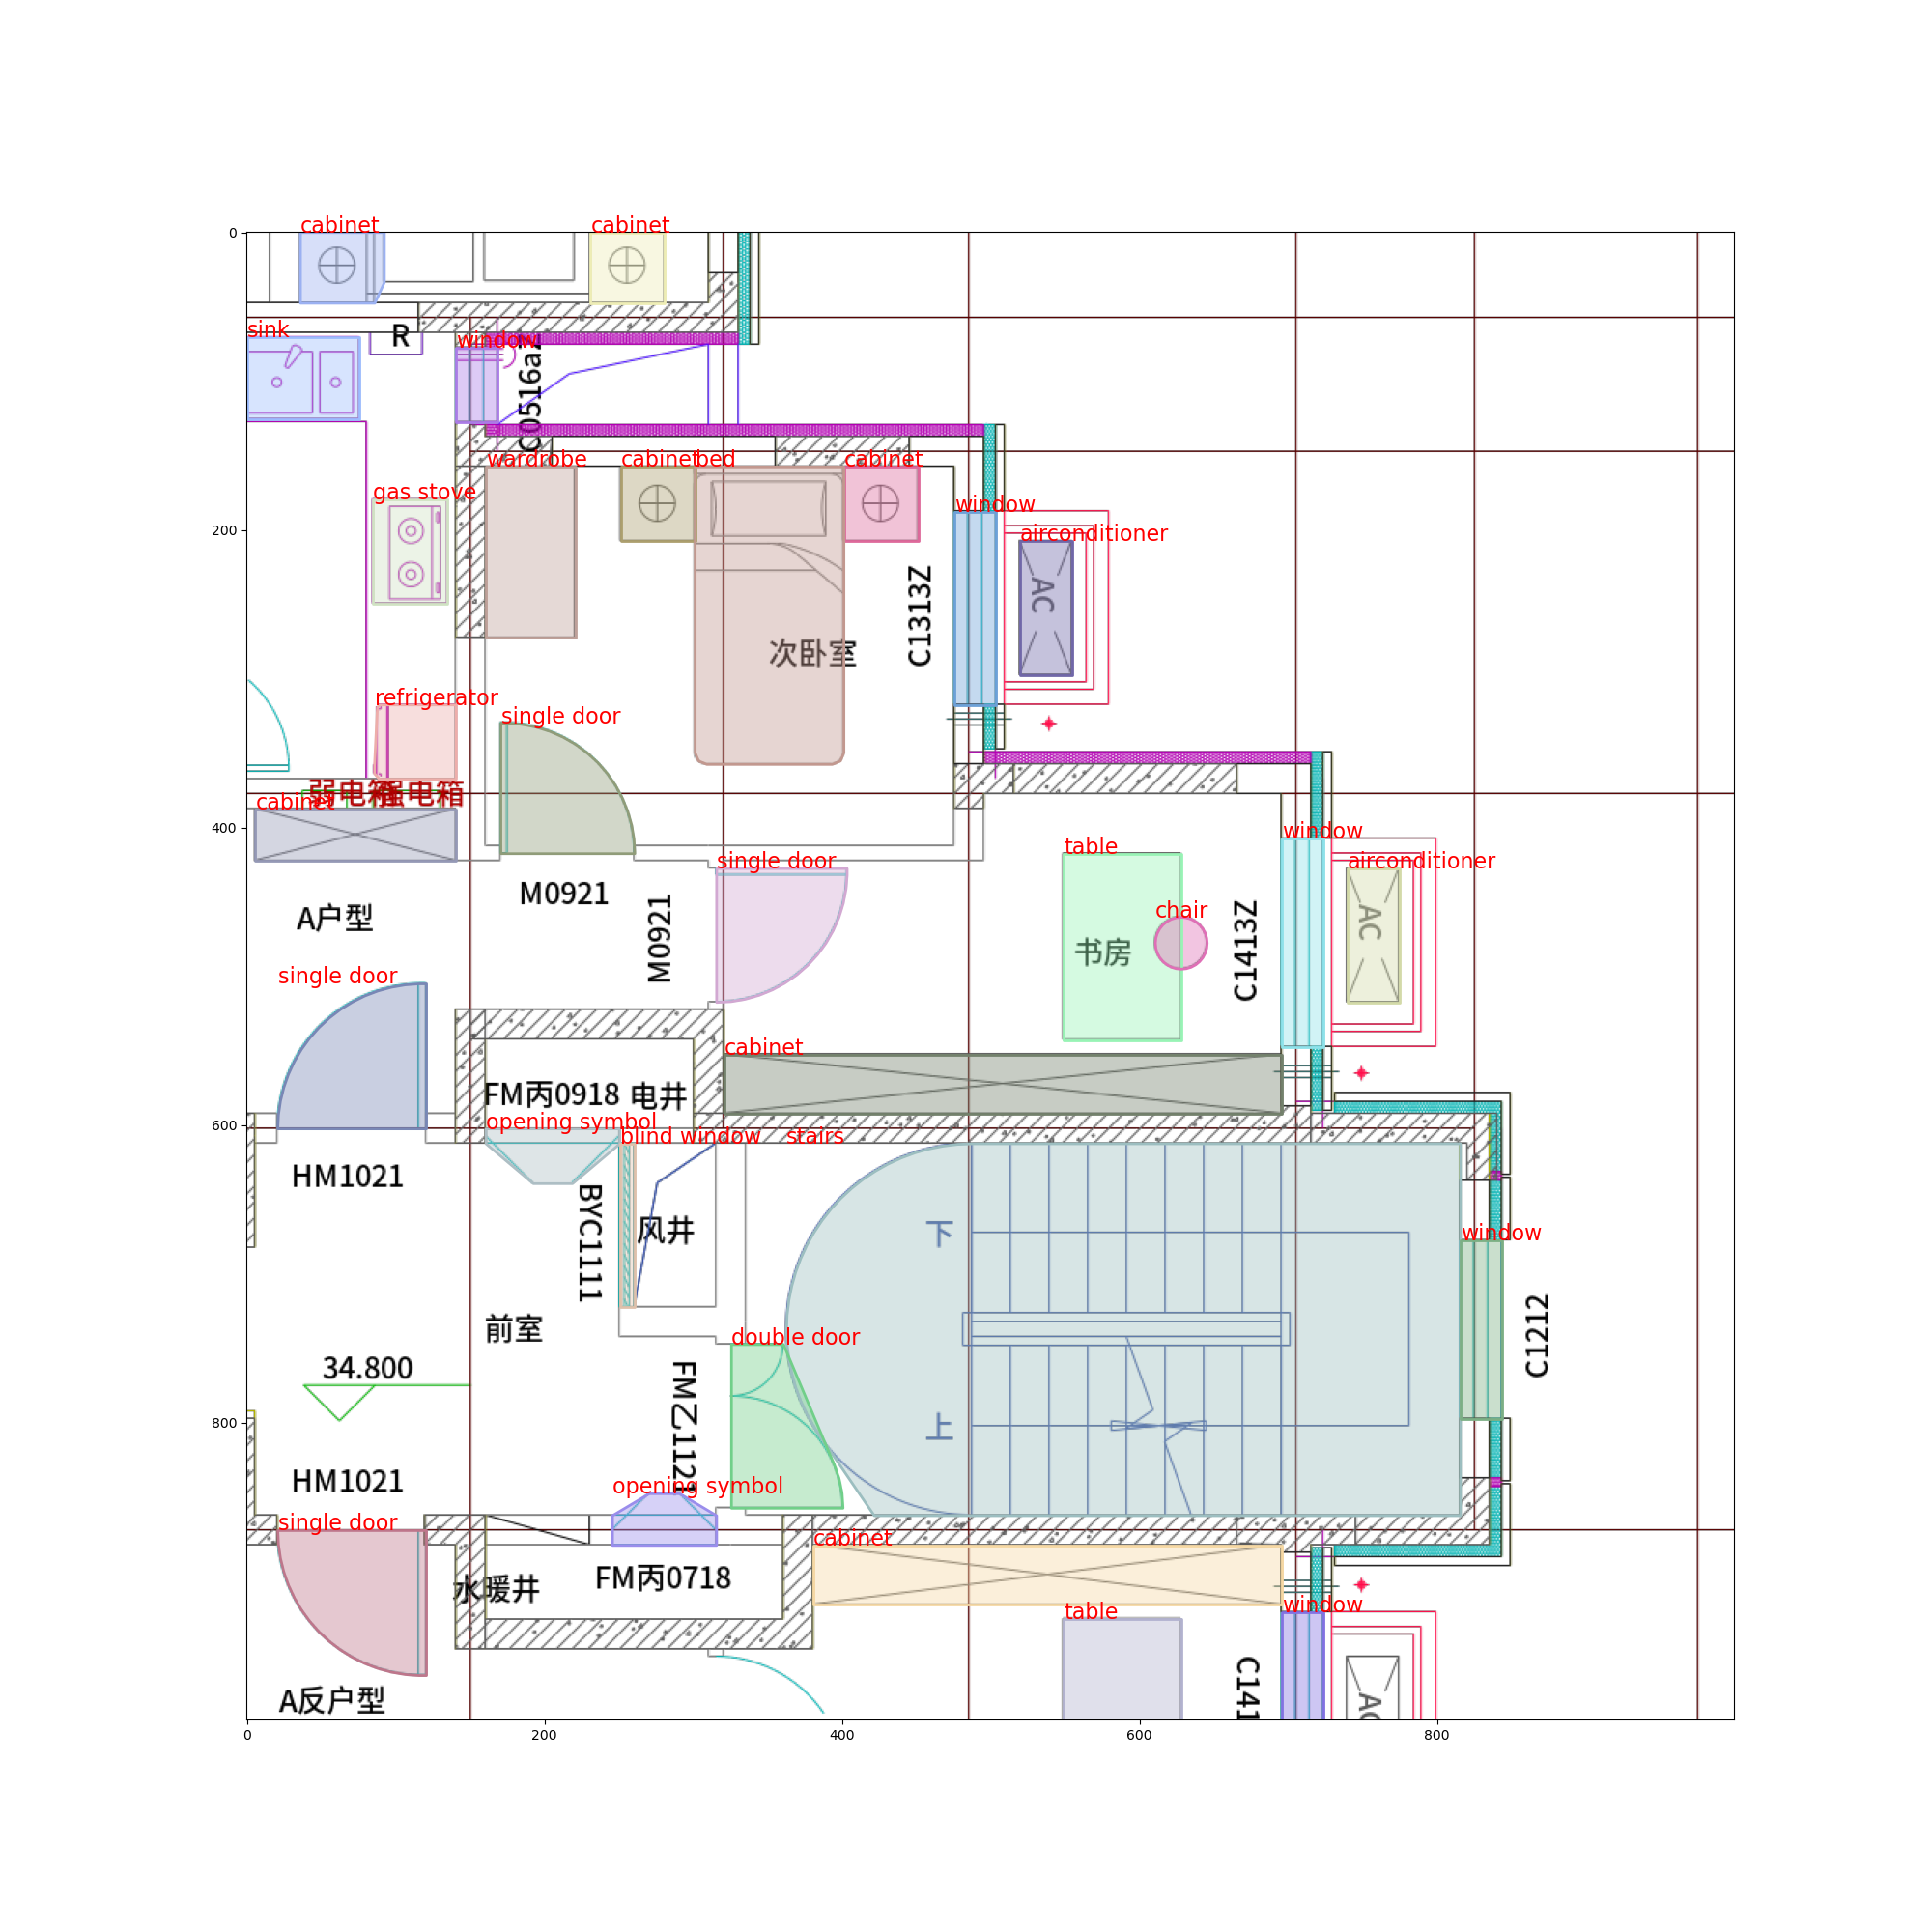 0
cabinet
cabinet
sink
R
window
C0516a
wardrobe
cabinet
bed
cabinet
gas stove
window
200
airconditioner
AC
C1313Z
次卧室
refrigerator
single door
弱电箱
强电箱
cabinet
400
window
table
single door
airconditioner
M0921
A户型
M0921
chair
AC
书房
C1413Z
single door
cabinet
FM丙0918
电井
opening symbol
600
blind window
stairs
HM1021
BYC1111
风井
下
window
前室
C1212
double door
34.800
FM乙1121
800
上
HM1021
opening symbol
single door
cabinet
水暖井
FM丙0718
window
table
C141
A反户型
AC
0
200
400
600
800